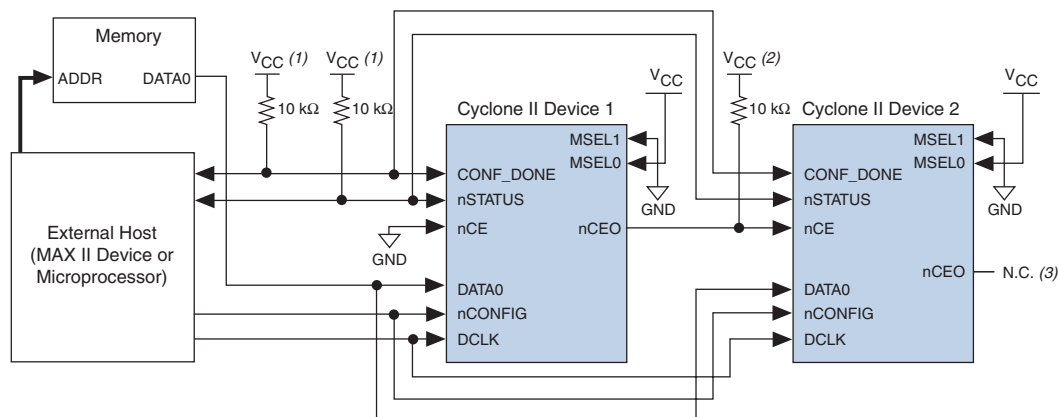 Memory
ADDR DATA0
VCC (1)
10 kΩ
VCC (1)
10 kΩ
VCC (2)
10 kΩ
External Host
(MAX II Device or
Microprocessor)
Cyclone II Device 1
VCC
MSEL1
MSEL0
GND
CONF_DONE
nSTATUS
nCE
GND
nCEO
DATA0
nCONFIG
DCLK
Cyclone II Device 2
VCC
MSEL1
MSEL0
GND
CONF_DONE
nSTATUS
nCE
nCEO
N.C. (3)
DATA0
nCONFIG
DCLK